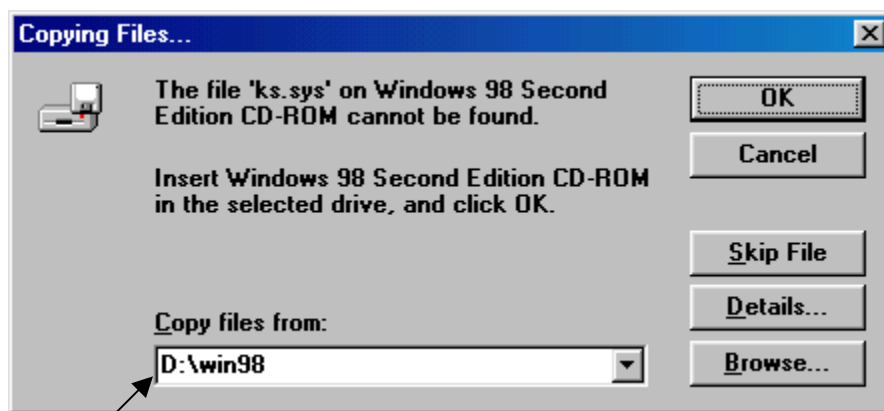 Copying Files...
The file 'ks.sys' on Windows 98 Second
Edition CD-ROM cannot be found.
Insert Windows 98 Second Edition CD-ROM
in the selected drive, and click OK.
Copy files from:
D:\win98
OK
Cancel
Skip File
Details...
Browse...